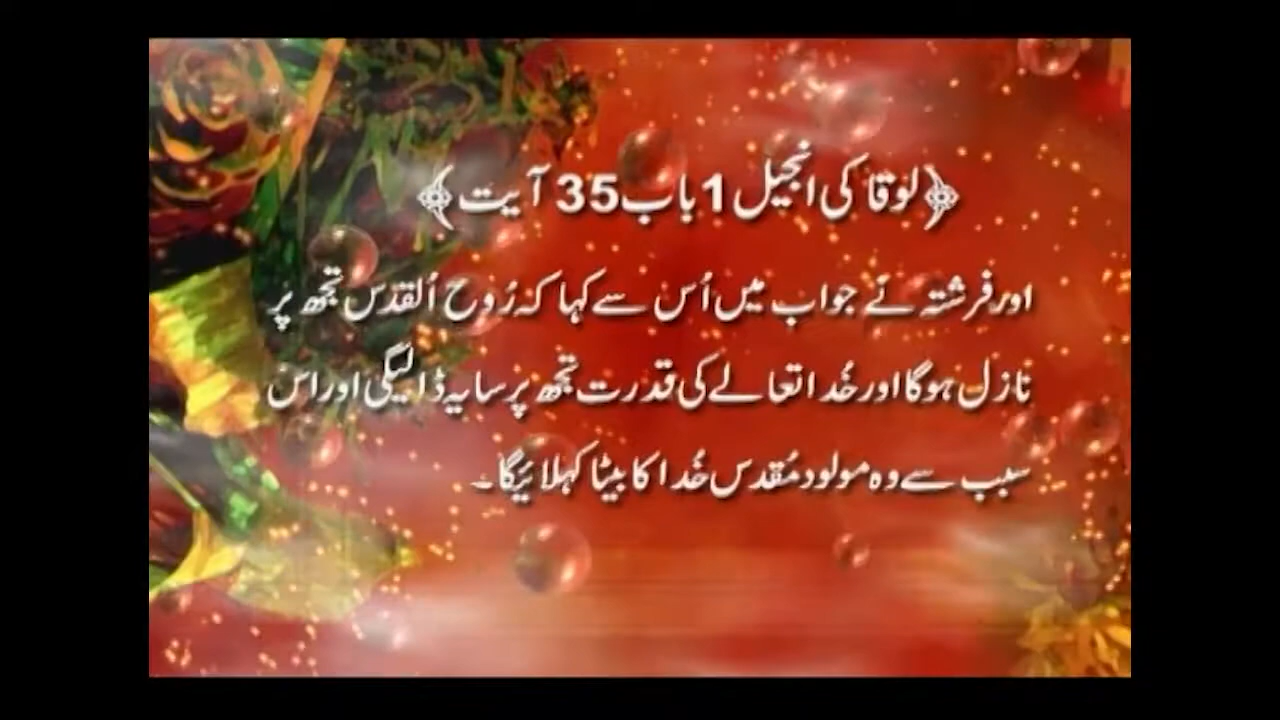 ﴿لوقا کی انجیل 1 باب 35 آیت﴾
اور فرشتہ نے جواب میں اُس سے کہا کہ رُوح اُلقدس تجھ پر
نازل ہوگا اور خُدا تعالےٰ کی قدرت تجھ پر سایہ ڈالیگی اور اس
سبب سے وہ مولود مُقدس خُدا کا بیٹا کہلائیگا۔